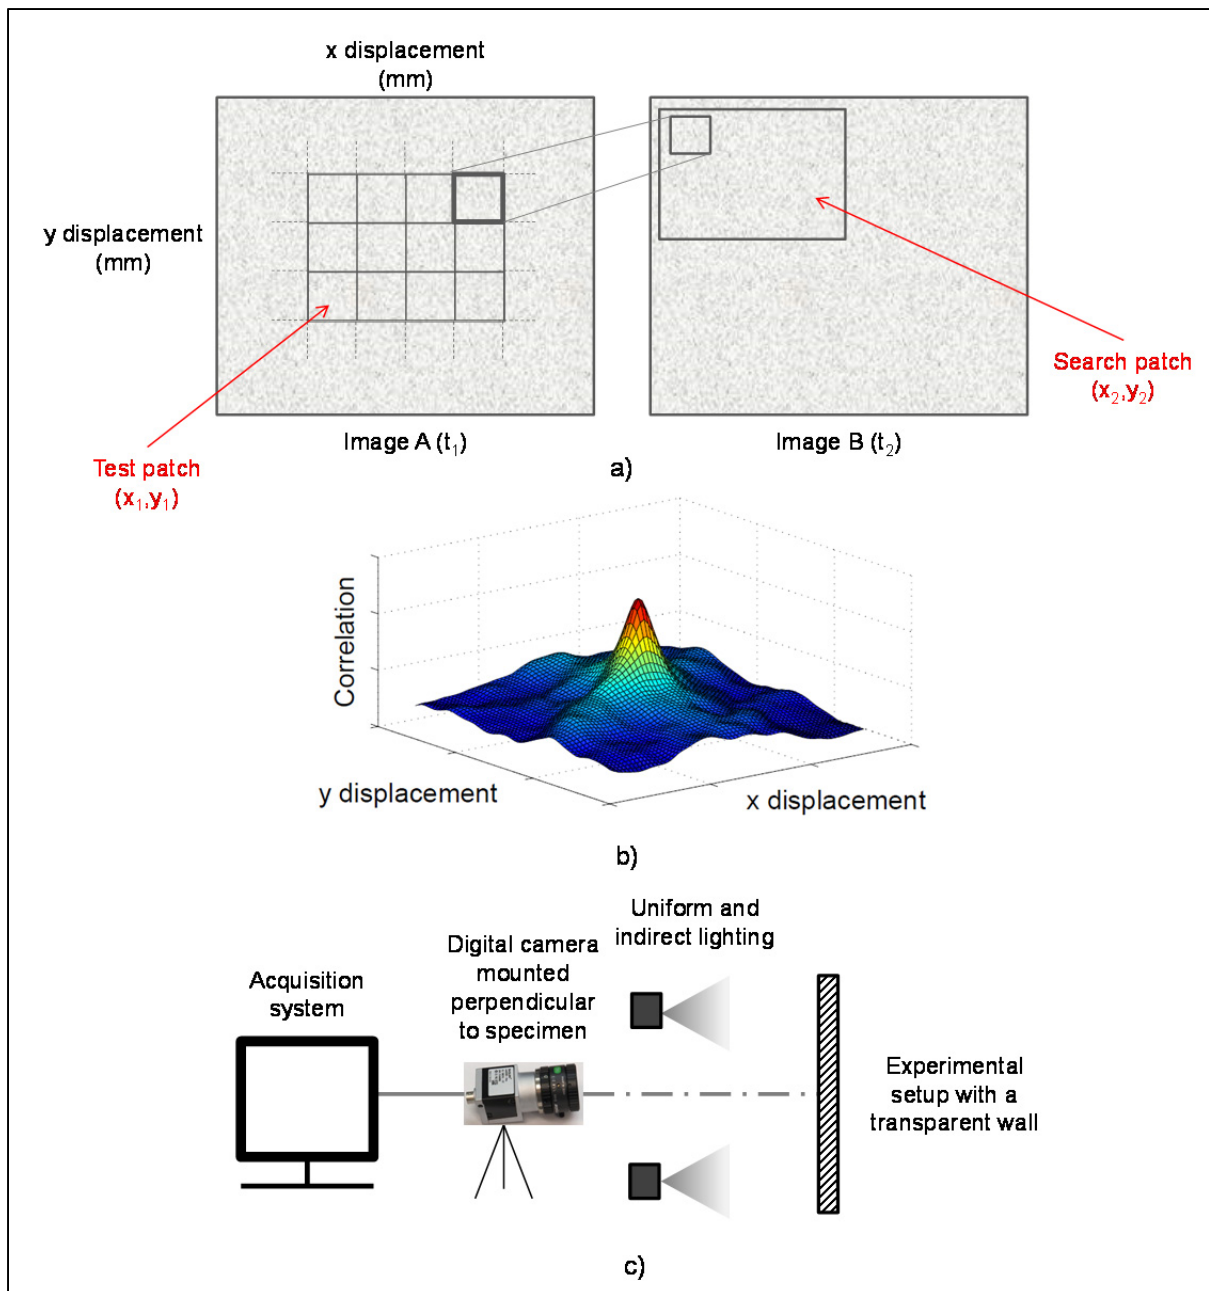 x displacement
(mm)
y displacement
(mm)
Image A (t₁)
Image B (t₂)
Search patch
(x₂,y₂)
Test patch
(x₁,y₁)
a)
Correlation
y displacement
x displacement
b)
Uniform and
indirect lighting
Digital camera
mounted
perpendicular
to specimen
Acquisition
system
Experimental
setup with a
transparent wall
c)